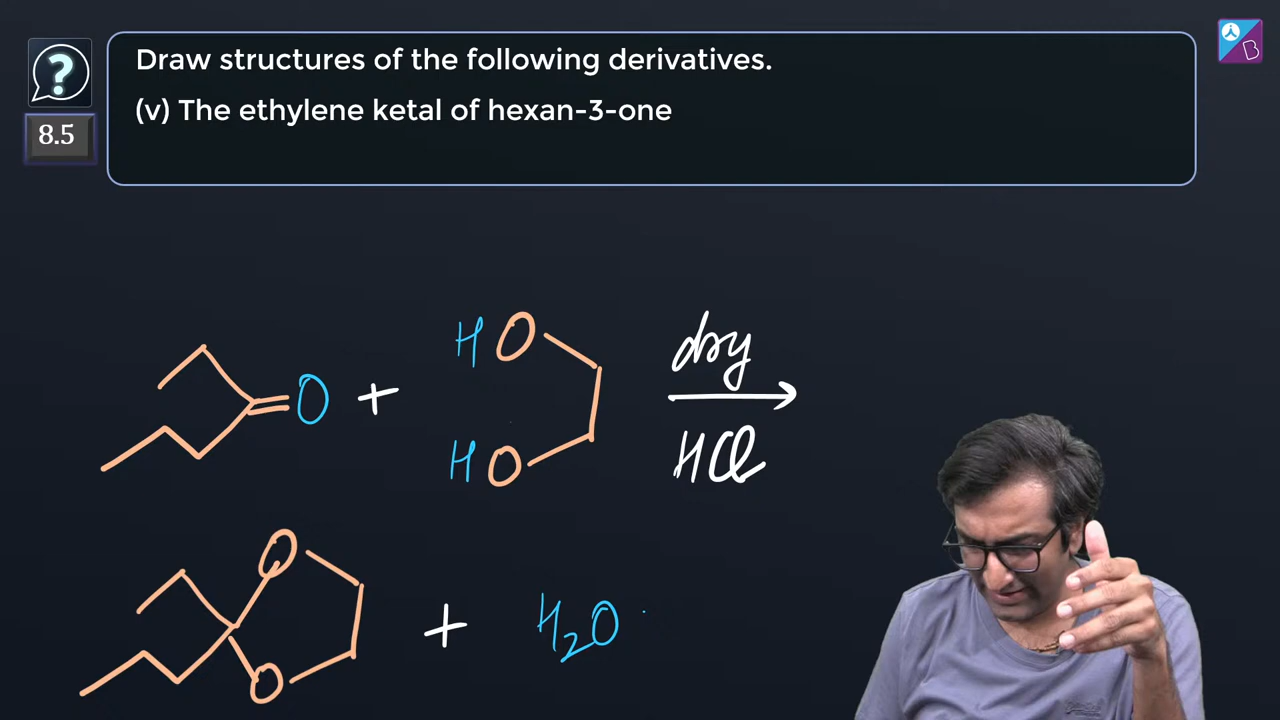 Draw structures of the following derivatives.
(v) The ethylene ketal of hexan-3-one
?
8.5
B
O + HO HO dry HCl
O O + H2O